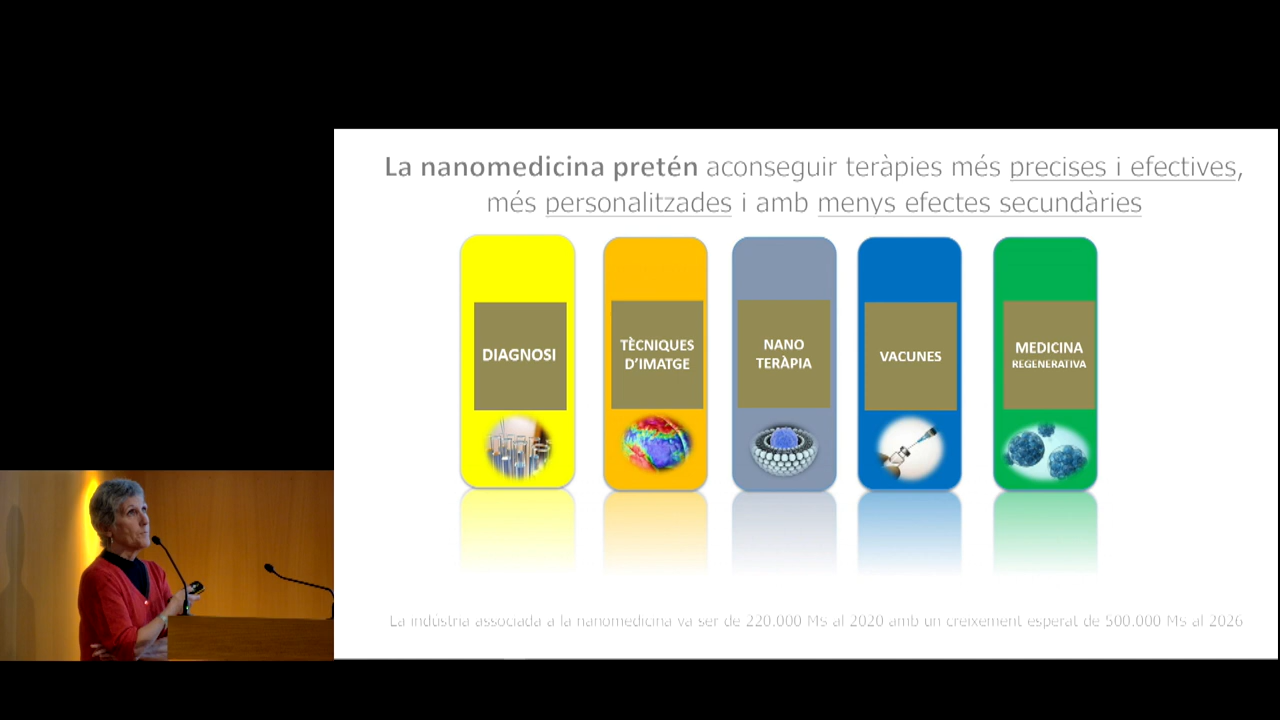 La nanomedicina pretén aconseguir teràpies més precises i efectives,
més personalitzades i amb menys efectes secundàries
DIAGNOSI
TÈCNIQUES
D'IMATGE
NANO
TERÀPIA
VACUNES
MEDICINA
REGENERATIVA
La indústria associada a la nanomedicina va ser de 220.000 M$ al 2020 amb un creixement esperat de 500.000 M$ al 2026